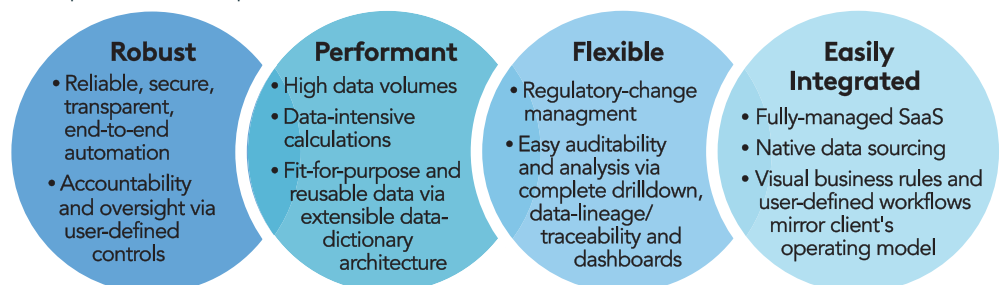 Robust
• Reliable, secure,
transparent,
end-to-end
automation
• Accountability
and oversight via
user-defined
controls
Performant
• High data volumes
• Data-intensive
calculations
• Fit-for-purpose and
reusable data via
extensible data-
dictionary
architecture
Flexible
• Regulatory-change
managment
• Easy auditability
and analysis via
complete drilldown,
data-lineage/
traceability and
dashboards
Easily
Integrated
• Fully-managed SaaS
• Native data sourcing
• Visual business rules and
user-defined workflows
mirror client's
operating model